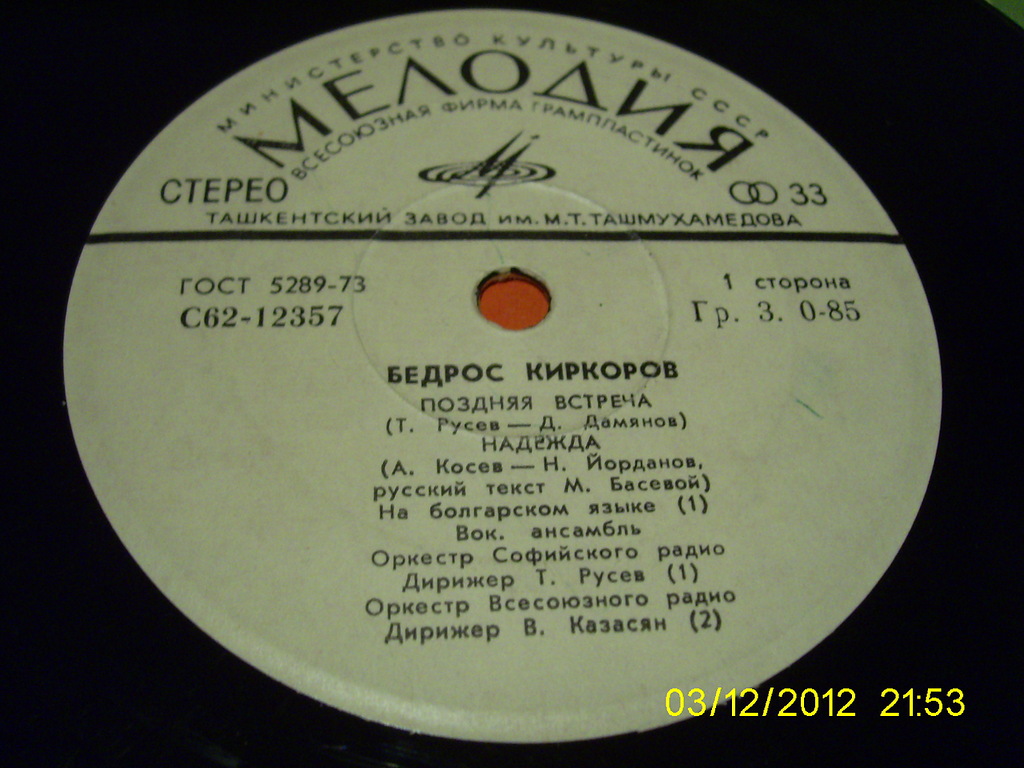 МИНИСТЕРСТВО КУЛЬТУРЫ СССР
МЕЛОДИЯ
ВСЕСОЮЗНАЯ ФИРМА ГРАМПЛАСТИНОК
СТЕРЕО 33
ТАШКЕНТСКИЙ ЗАВОД им. М.Т. ТАШМУХАМЕДОВА
ГОСТ 5289-73 1 сторона
С62-12357 Гр. 3. 0-85
БЕДРОС КИРКОРОВ
ПОЗДНЯЯ ВСТРЕЧА
(Т. Русев — Д. Дамянов)
НАДЕЖДА
(А. Косев — Н. Йорданов,
русский текст М. Басевой)
На болгарском языке (1)
Вок. ансамбль
Оркестр Софийского радио
Дирижер Т. Русев (1)
Оркестр Всесоюзного радио
Дирижер В. Казасян (2)
03/12/2012 21:53